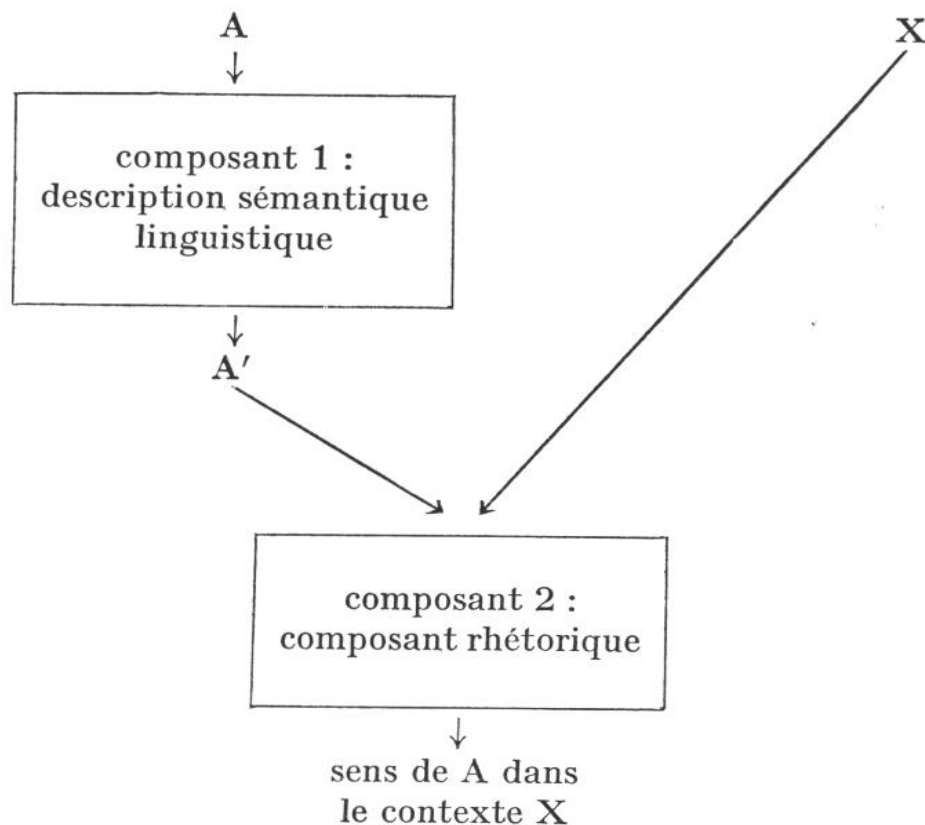 A
X
composant 1 :
description sémantique
linguistique
A′
composant 2 :
composant rhétorique
sens de A dans
le contexte X